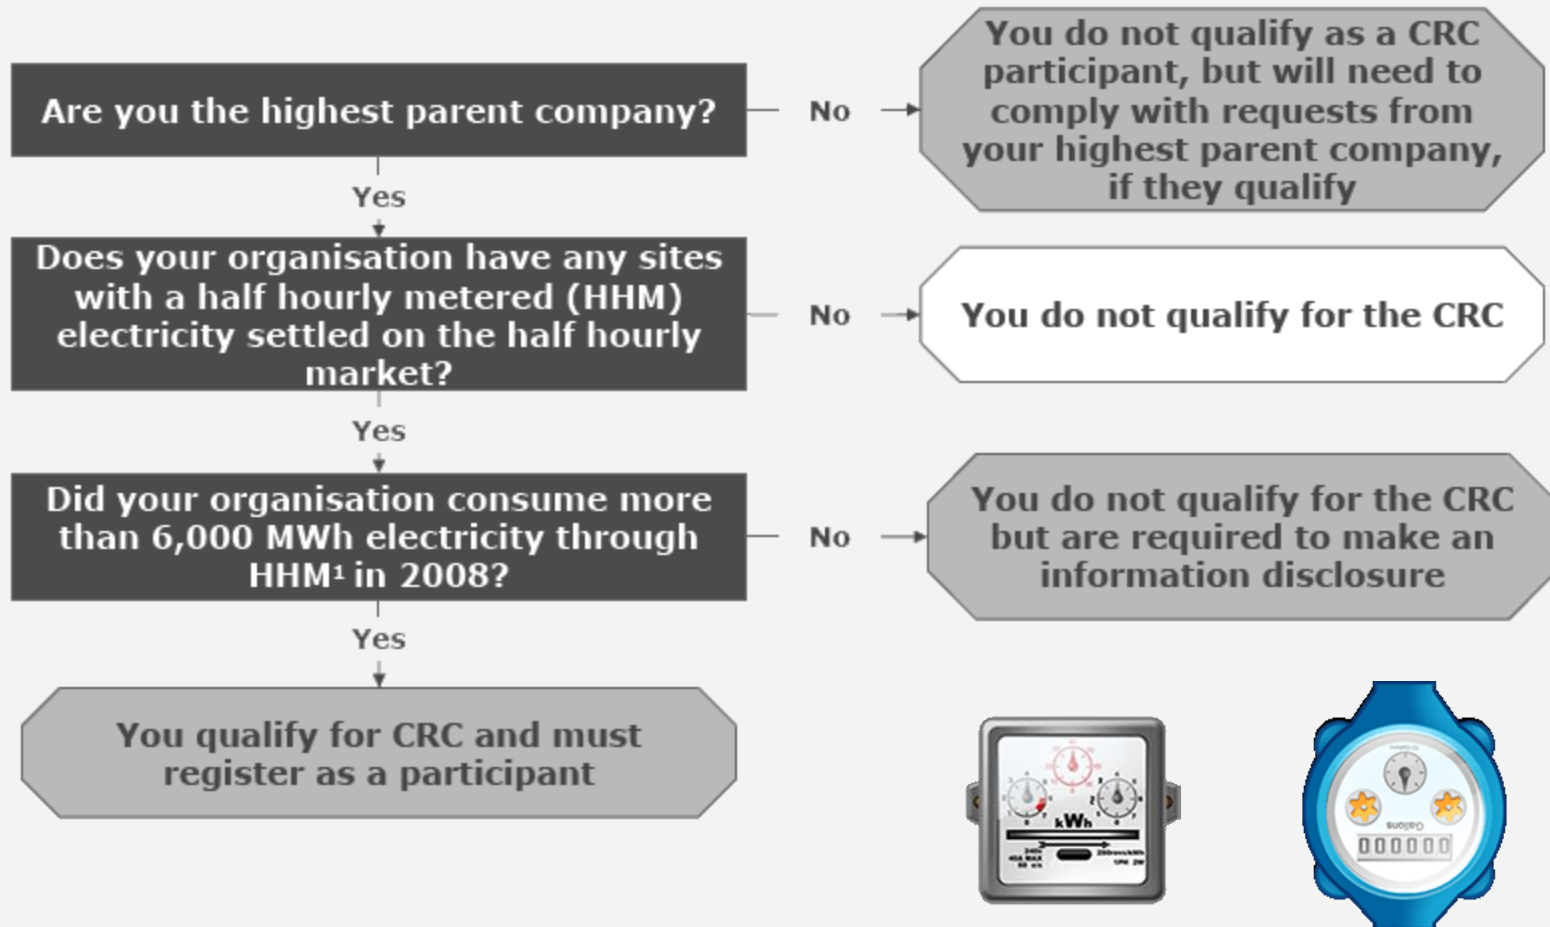 Are you the highest parent company?
No
You do not qualify as a CRC
participant, but will need to
comply with requests from
your highest parent company,
if they qualify
Yes
Does your organisation have any sites
with a half hourly metered (HHM)
electricity settled on the half hourly
market?
No
You do not qualify for the CRC
Yes
Did your organisation consume more
than 6,000 MWh electricity through
HHM¹ in 2008?
No
You do not qualify for the CRC
but are required to make an
information disclosure
Yes
You qualify for CRC and must
register as a participant
kWh
Gallons
000000